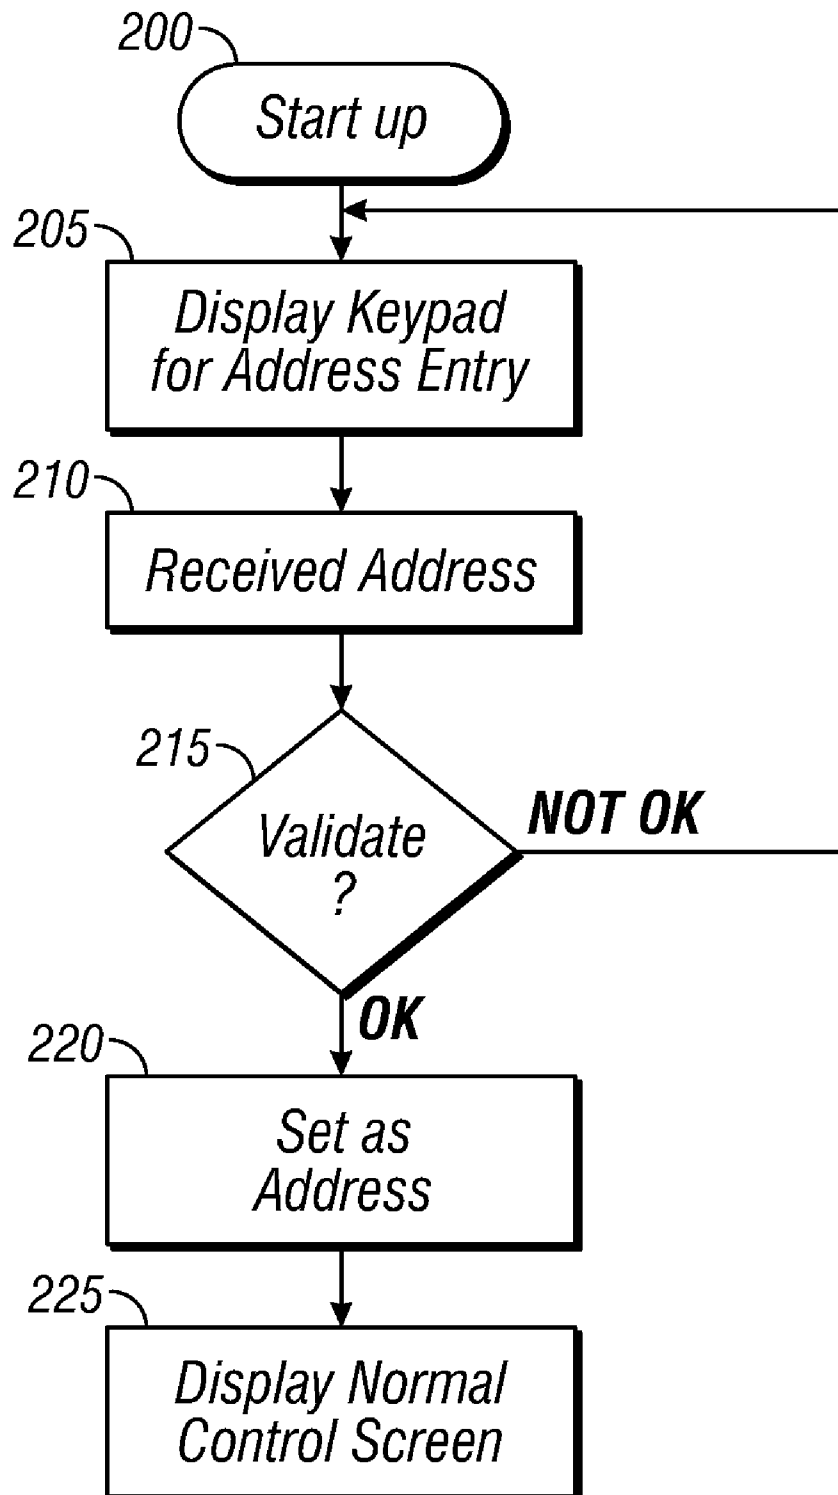 200
Start up
205
Display Keypad
for Address Entry
210
Received Address
215
Validate
?
NOT OK
OK
220
Set as
Address
225
Display Normal
Control Screen